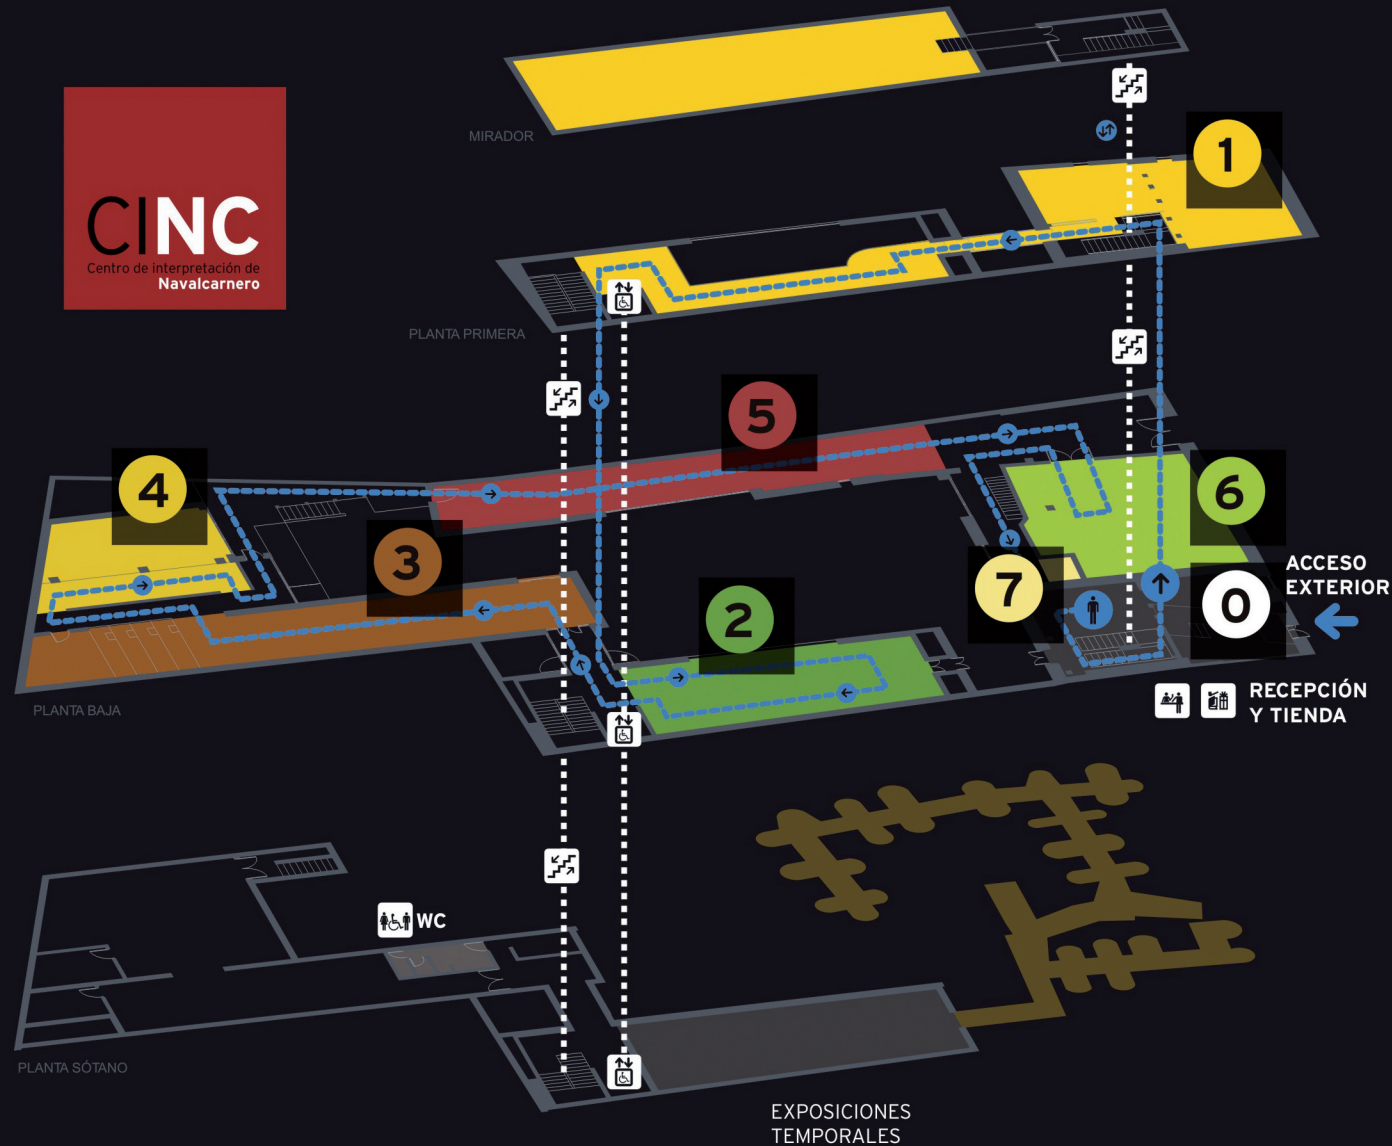 MIRADOR
1
CINC
Centro de interpretación de
Navalcarnero
PLANTA PRIMERA
5
4
6
3
7
0
ACCESO
EXTERIOR
2
RECEPCIÓN
Y TIENDA
PLANTA BAJA
WC
PLANTA SÓTANO
EXPOSICIONES
TEMPORALES